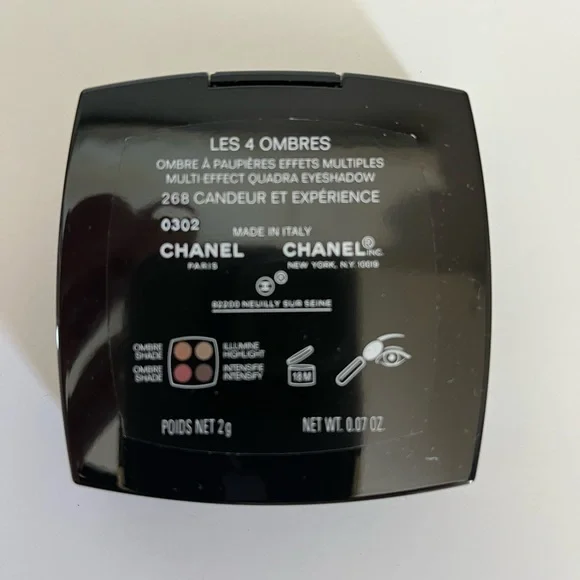 LES 4 OMBRES
OMBRE À PAUPIÈRES EFFETS MULTIPLES
MULTI-EFFECT QUADRA EYESHADOW
268 CANDEUR ET EXPÉRIENCE
0302
MADE IN ITALY
CHANEL CHANEL® INC.
PARIS NEW YORK, N.Y. 10019
®
92200 NEUILLY SUR SEINE
OMBRE SHADE
ILLUMINE HIGHLIGHT
OMBRE SHADE
INTENSIFIE INTENSIFY
18M
POIDS NET 2g NET WT. 0.07 OZ.